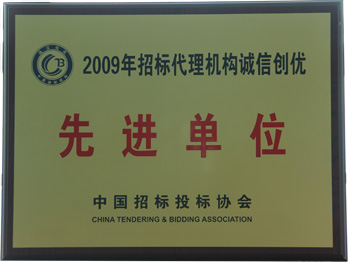 2009年招标代理机构诚信创优
先进单位
中国招标投标协会
CHINA TENDERING & BIDDING ASSOCIATION